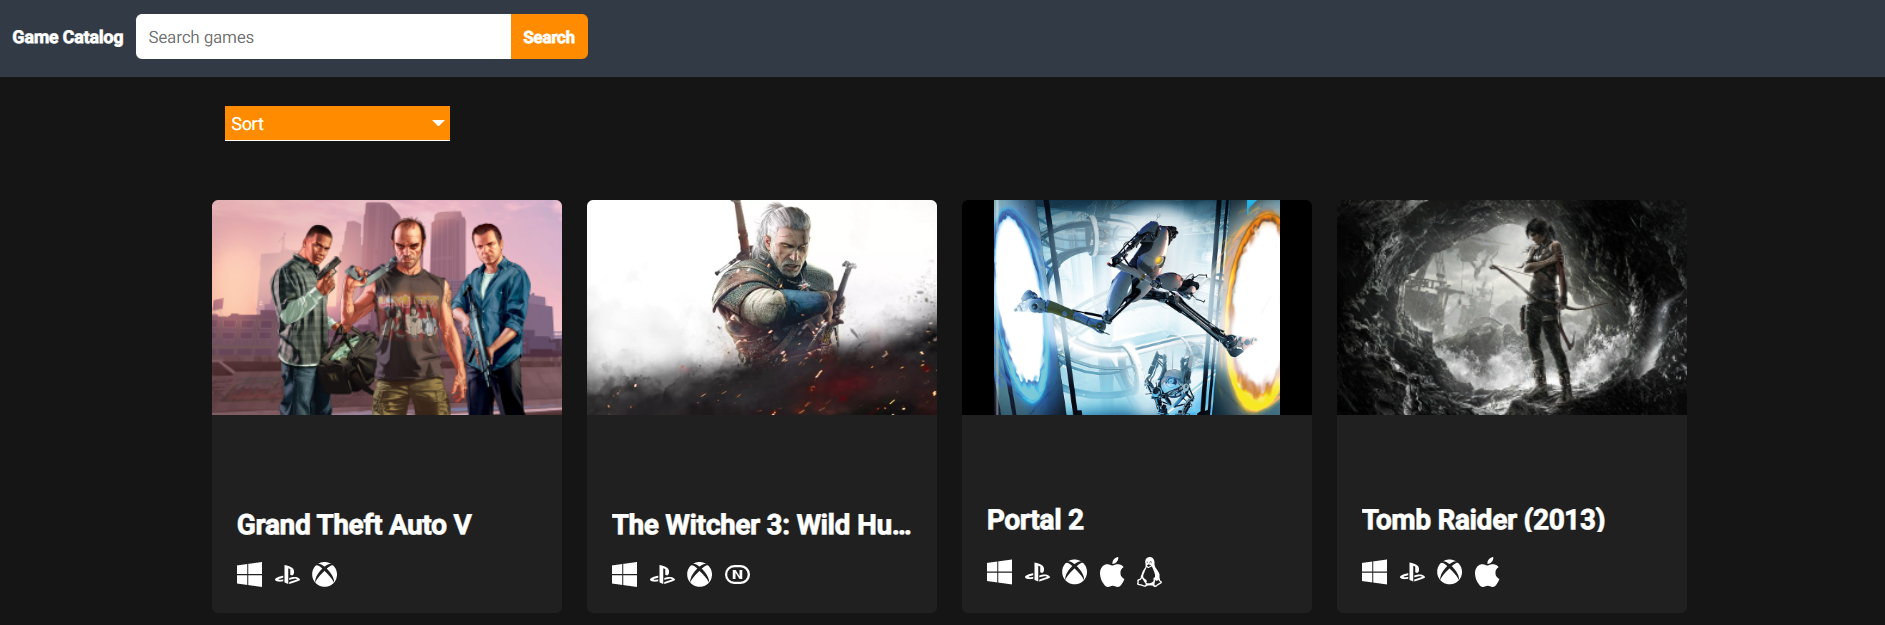 Game Catalog
Search games
Search
Sort
Grand Theft Auto V
The Witcher 3: Wild Hu...
Portal 2
Tomb Raider (2013)